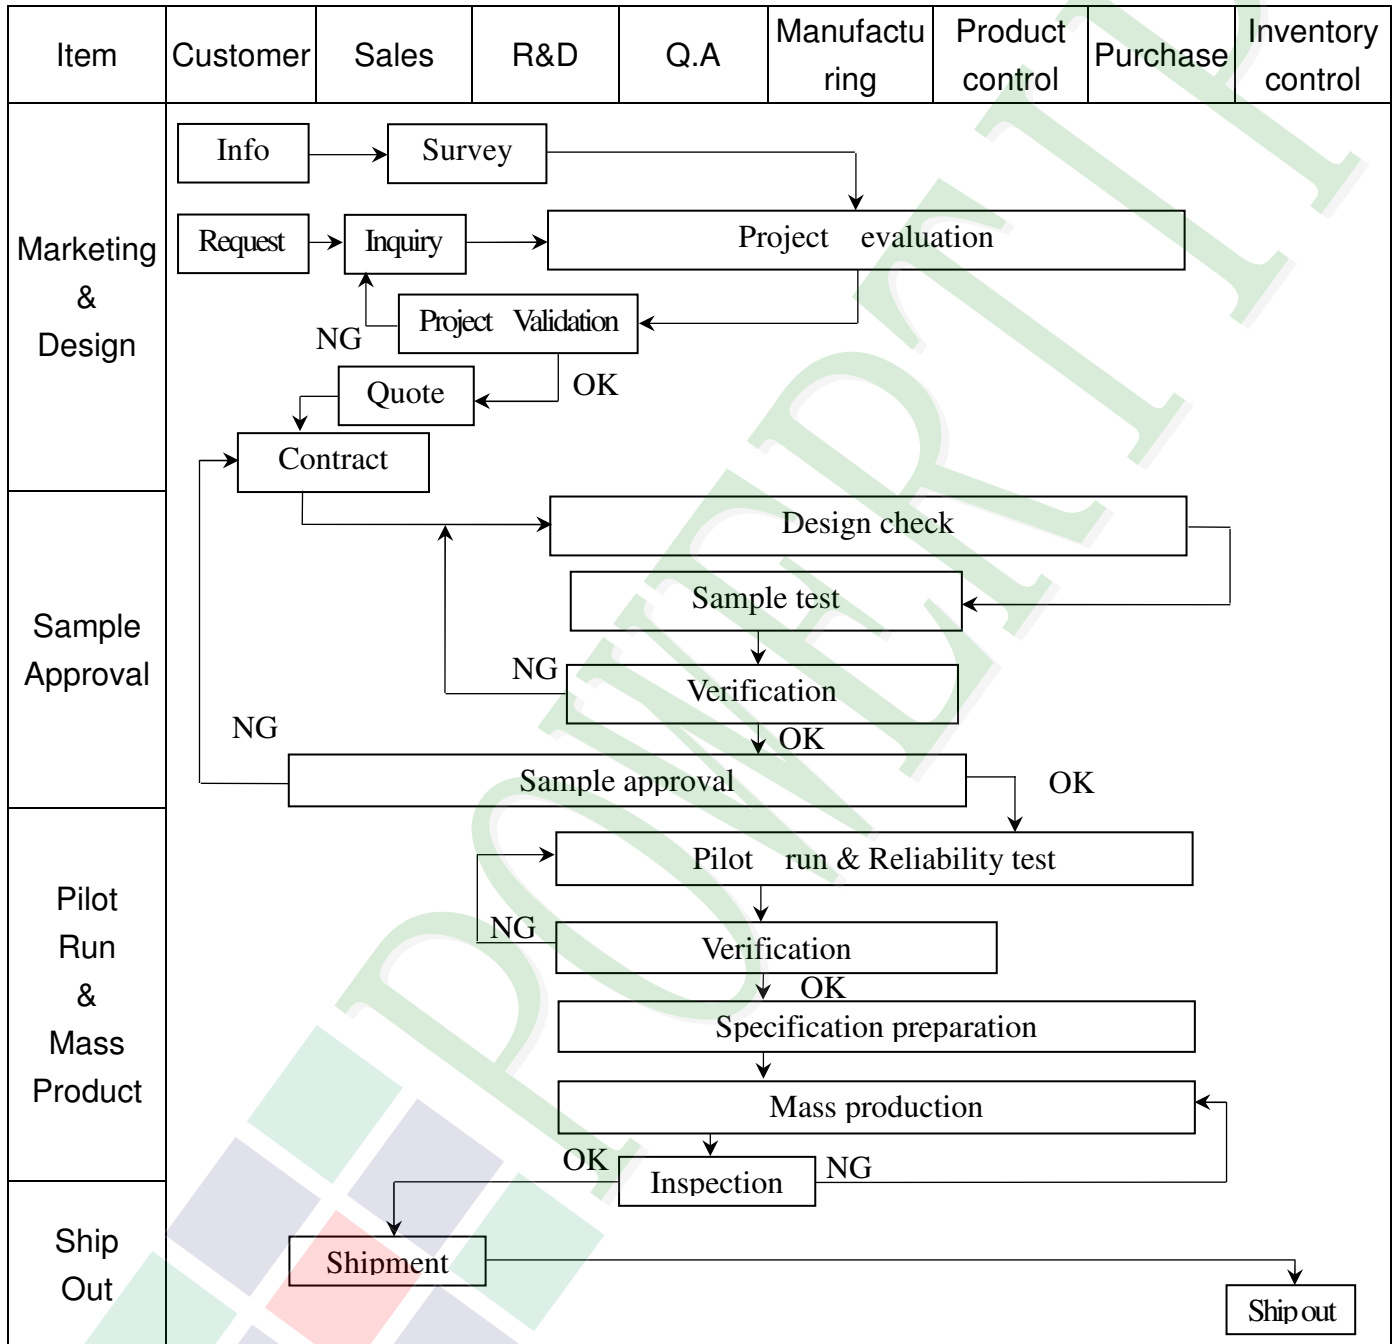 Item Customer Sales R&D Q.A Manufactu Product Purchase Inventory
ring control control
Info Survey
Request Inquiry Project evaluation
Marketing
&
Design
Project Validation
NG
OK
Quote
Contract
Design check
Sample
Approval
Sample test
NG
Verification
NG
OK
Sample approval
OK
Pilot
Run
&
Mass
Product
Pilot run & Reliability test
NG
Verification
OK
Specification preparation
Mass production
OK
Inspection
NG
Ship
Out
Shipment
Ship out
POWERTIP